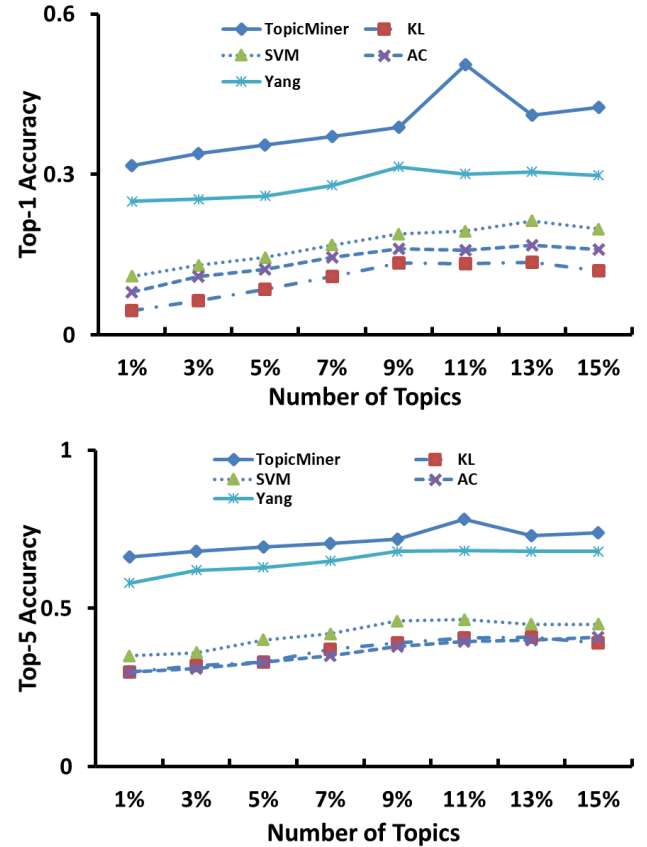 0.6
TopicMiner KL
SVM AC
Yang
0.3
0
Top-1 Accuracy
1% 3% 5% 7% 9% 11% 13% 15%
Number of Topics
1
TopicMiner KL
SVM AC
Yang
0.5
0
Top-5 Accuracy
1% 3% 5% 7% 9% 11% 13% 15%
Number of Topics